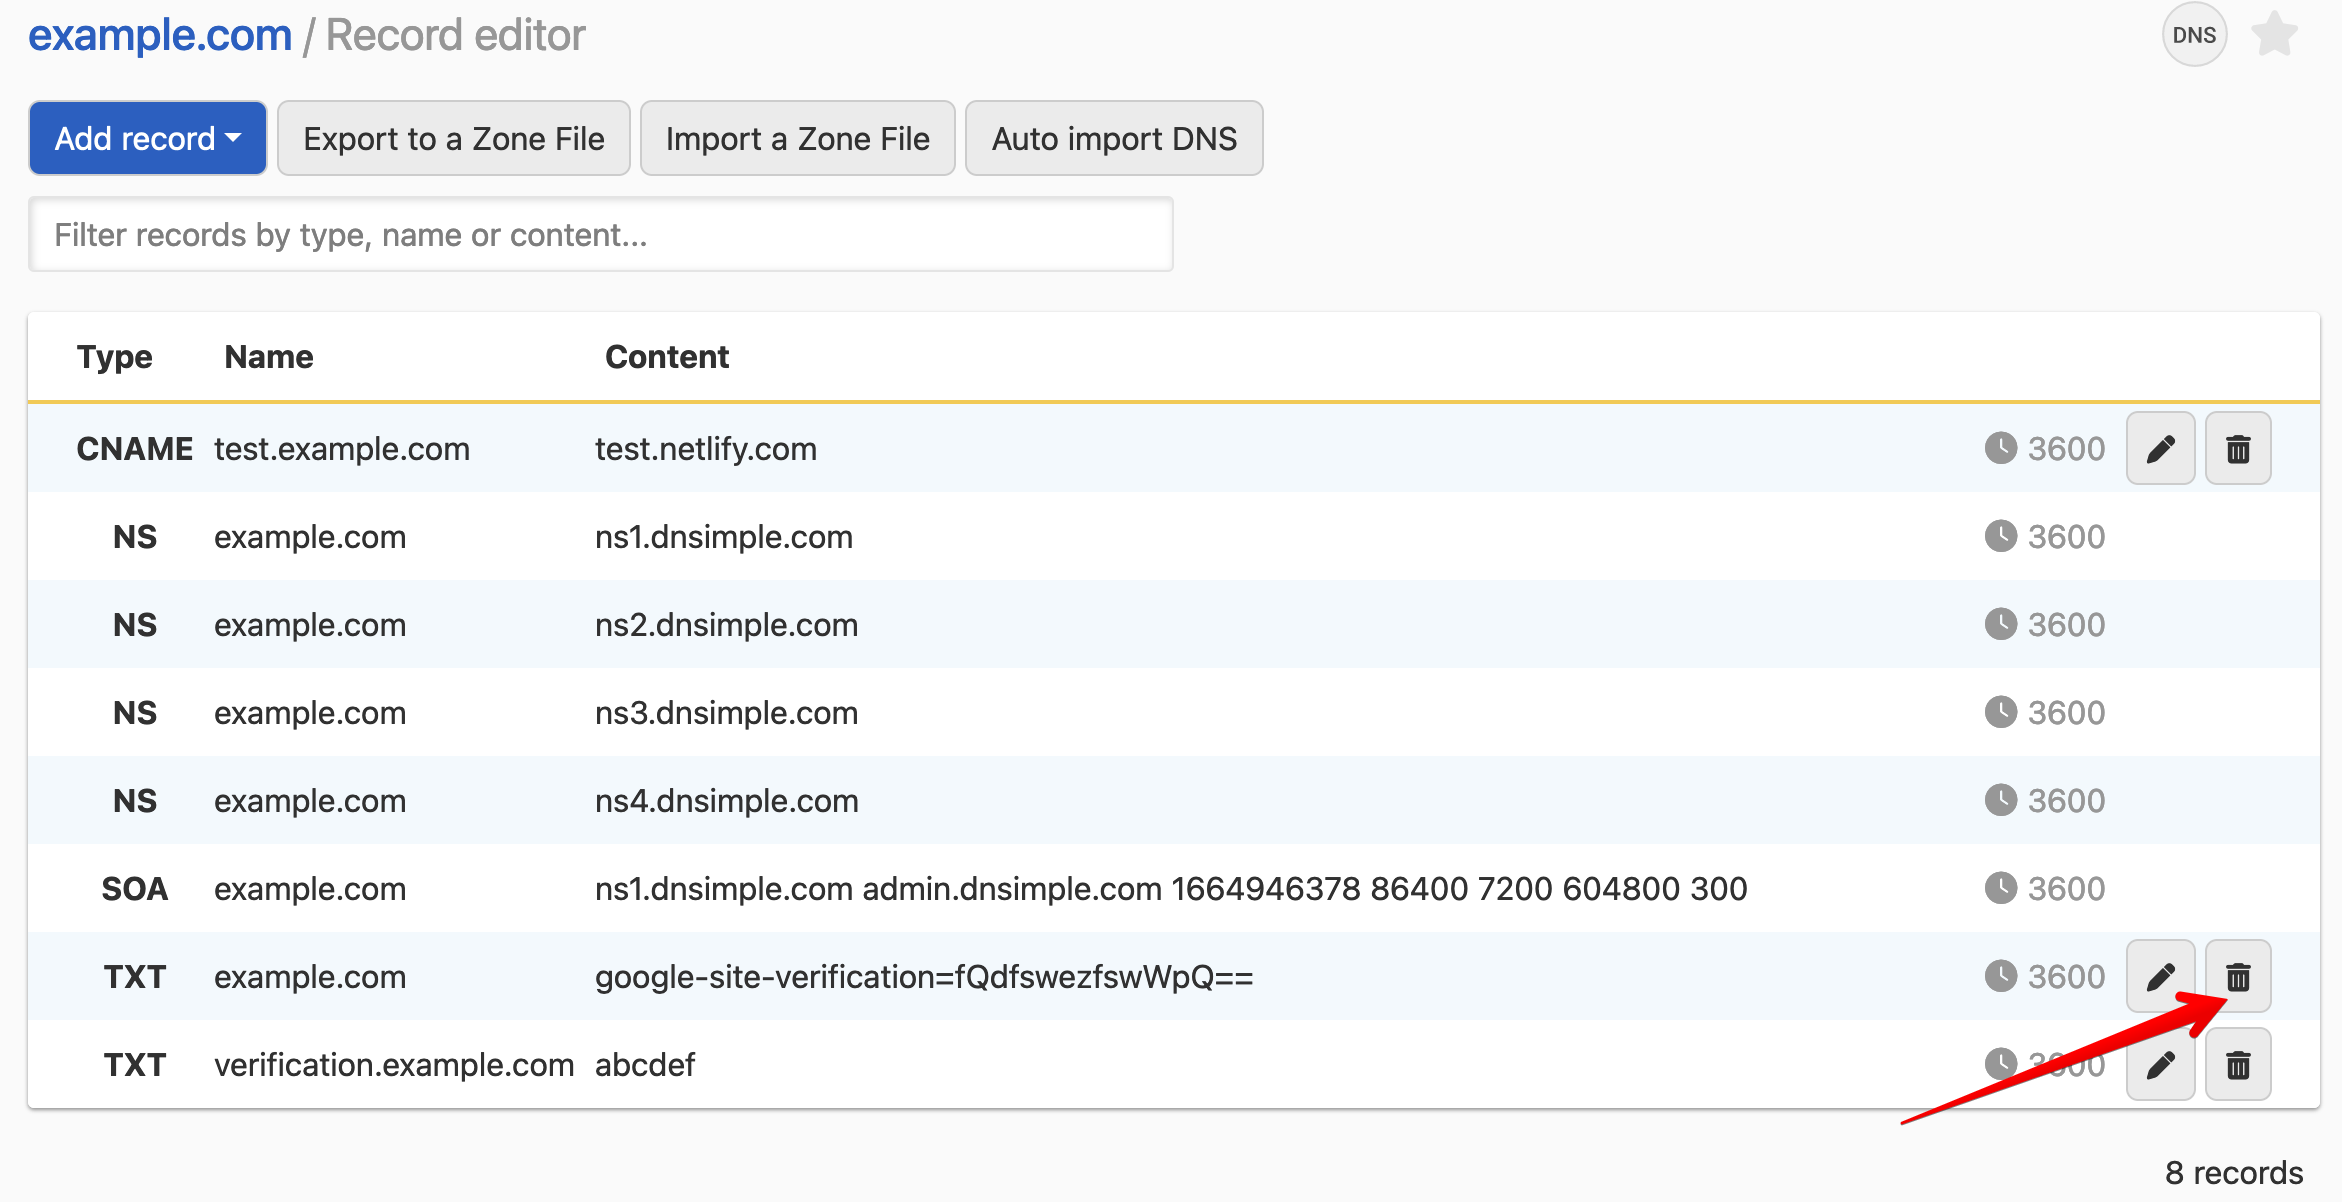 example.com / Record editor DNS
Add record Export to a Zone File Import a Zone File Auto import DNS
Filter records by type, name or content...
Type Name Content
CNAME test.example.com test.netlify.com 3600
NS example.com ns1.dnsimple.com 3600
NS example.com ns2.dnsimple.com 3600
NS example.com ns3.dnsimple.com 3600
NS example.com ns4.dnsimple.com 3600
SOA example.com ns1.dnsimple.com admin.dnsimple.com 1664946378 86400 7200 604800 300 3600
TXT example.com google-site-verification=fQdfswezfswWpQ== 3600
TXT verification.example.com abcdef 3600
8 records